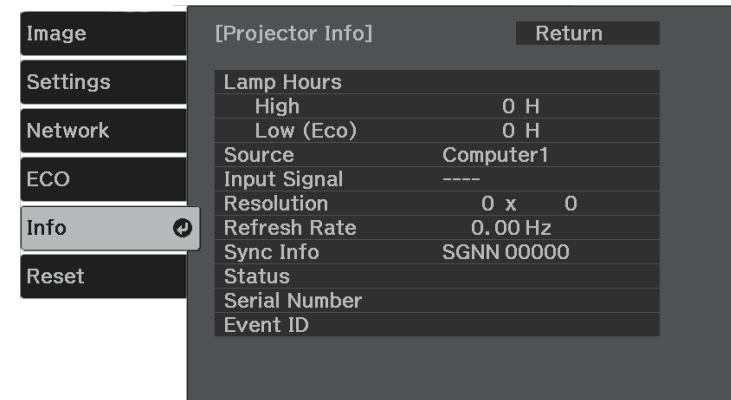 Image
Settings
Network
ECO
Info
Reset
[Projector Info] Return
Lamp Hours
High 0 H
Low (Eco) 0 H
Source Computer1
Input Signal ----
Resolution 0 x 0
Refresh Rate 0.00 Hz
Sync Info SGNN 00000
Status
Serial Number
Event ID